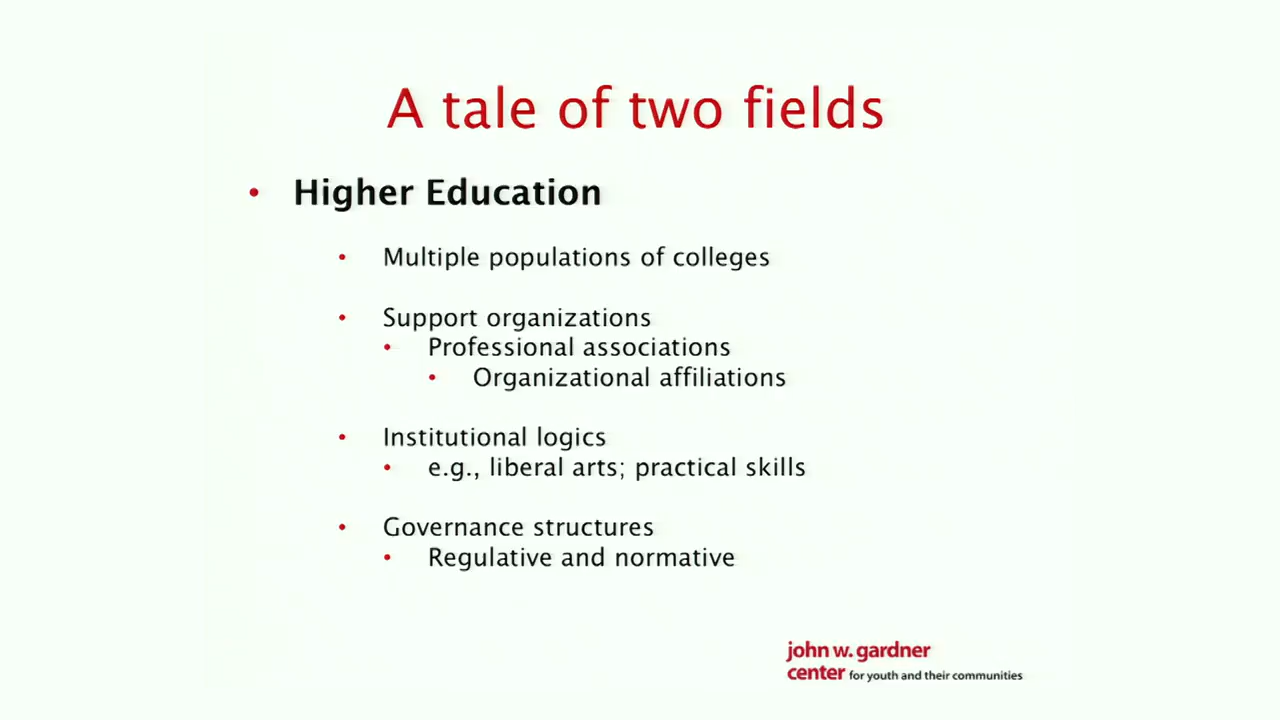 A tale of two fields
• Higher Education
• Multiple populations of colleges
• Support organizations
• Professional associations
• Organizational affiliations
• Institutional logics
• e.g., liberal arts; practical skills
• Governance structures
• Regulative and normative
john w. gardner
center for youth and their communities